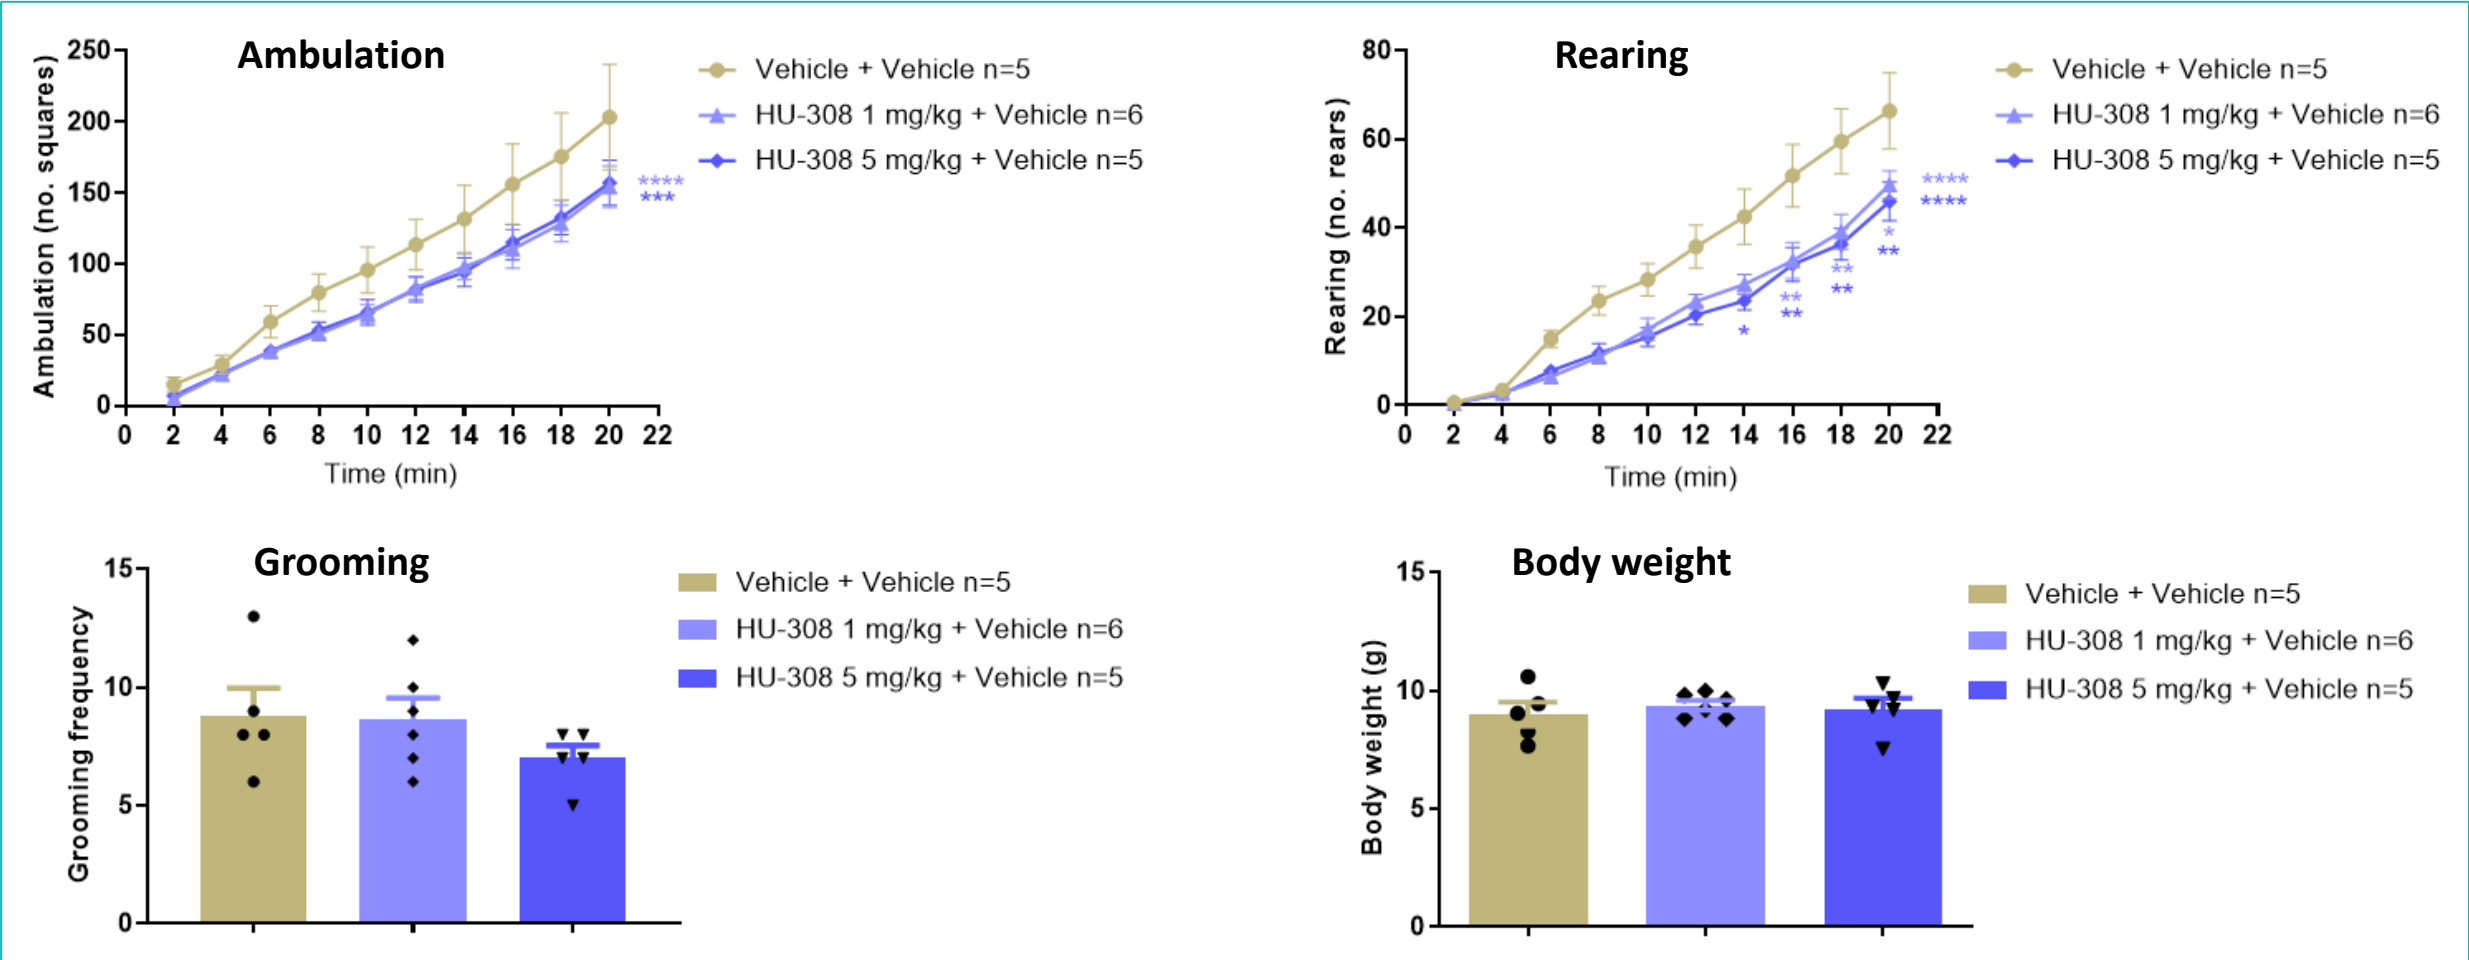 Ambulation
Ambulation (no. squares)
250
200
150
100
50
0
0 2 4 6 8 10 12 14 16 18 20 22
Time (min)
****
***
Vehicle + Vehicle n=5
HU-308 1 mg/kg + Vehicle n=6
HU-308 5 mg/kg + Vehicle n=5
Rearing
Rearing (no. rears)
80
60
40
20
0
0 2 4 6 8 10 12 14 16 18 20 22
Time (min)
*
**
**
**
**
*
**
****
****
Vehicle + Vehicle n=5
HU-308 1 mg/kg + Vehicle n=6
HU-308 5 mg/kg + Vehicle n=5
Grooming
Grooming frequency
15
10
5
0
Vehicle + Vehicle n=5
HU-308 1 mg/kg + Vehicle n=6
HU-308 5 mg/kg + Vehicle n=5
Body weight
Body weight (g)
15
10
5
0
Vehicle + Vehicle n=5
HU-308 1 mg/kg + Vehicle n=6
HU-308 5 mg/kg + Vehicle n=5